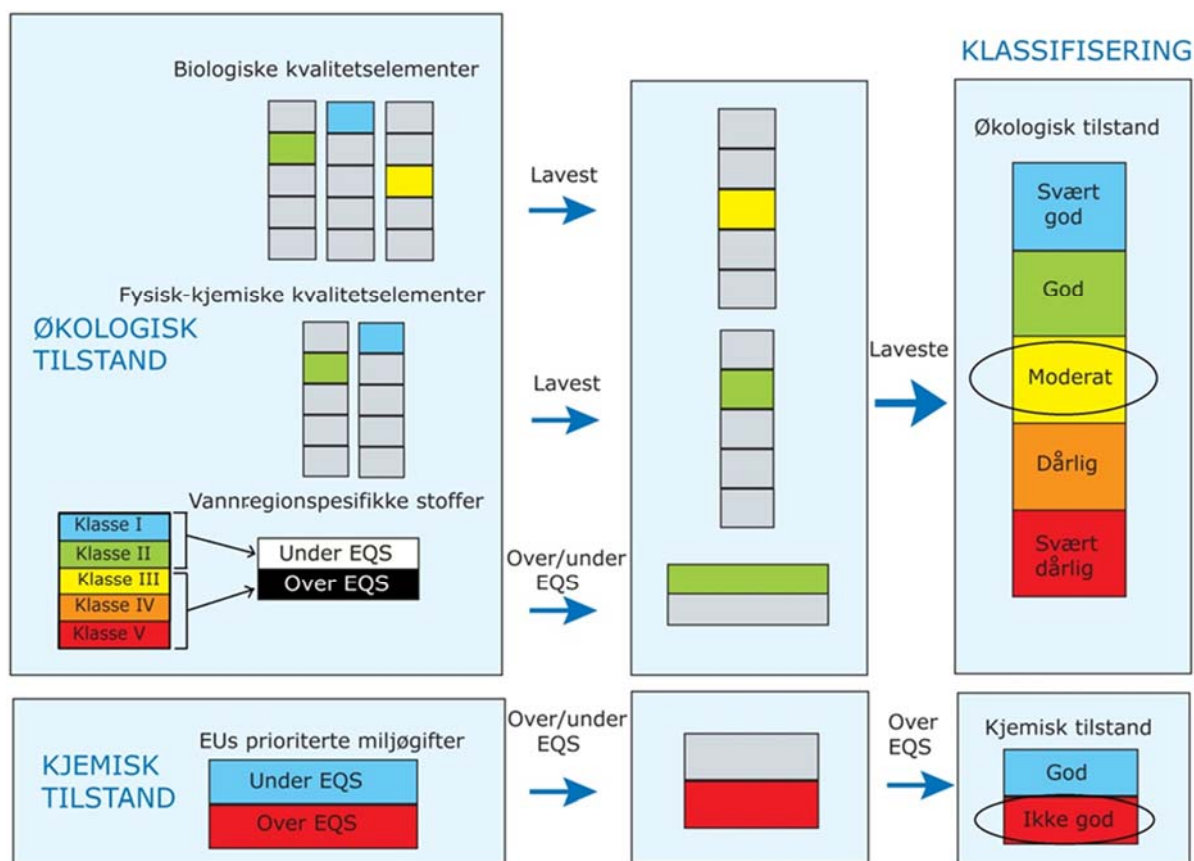 Biologiske kvalitetselementer
Lavest
Fysisk-kjemiske kvalitetselementer
ØKOLOGISK
TILSTAND
Lavest
Vannregionspesifikke stoffer
Klasse I
Klasse II
Klasse III
Klasse IV
Klasse V
Under EQS
Over EQS
Over/under
EQS
Laveste
KLASSIFISERING
Økologisk tilstand
Svært
god
God
Moderat
Dårlig
Svært
dårlig
KJEMISK
TILSTAND
EUs prioriterte miljøgifter
Under EQS
Over EQS
Over/under
EQS
Over
EQS
Kjemisk tilstand
God
Ikke god